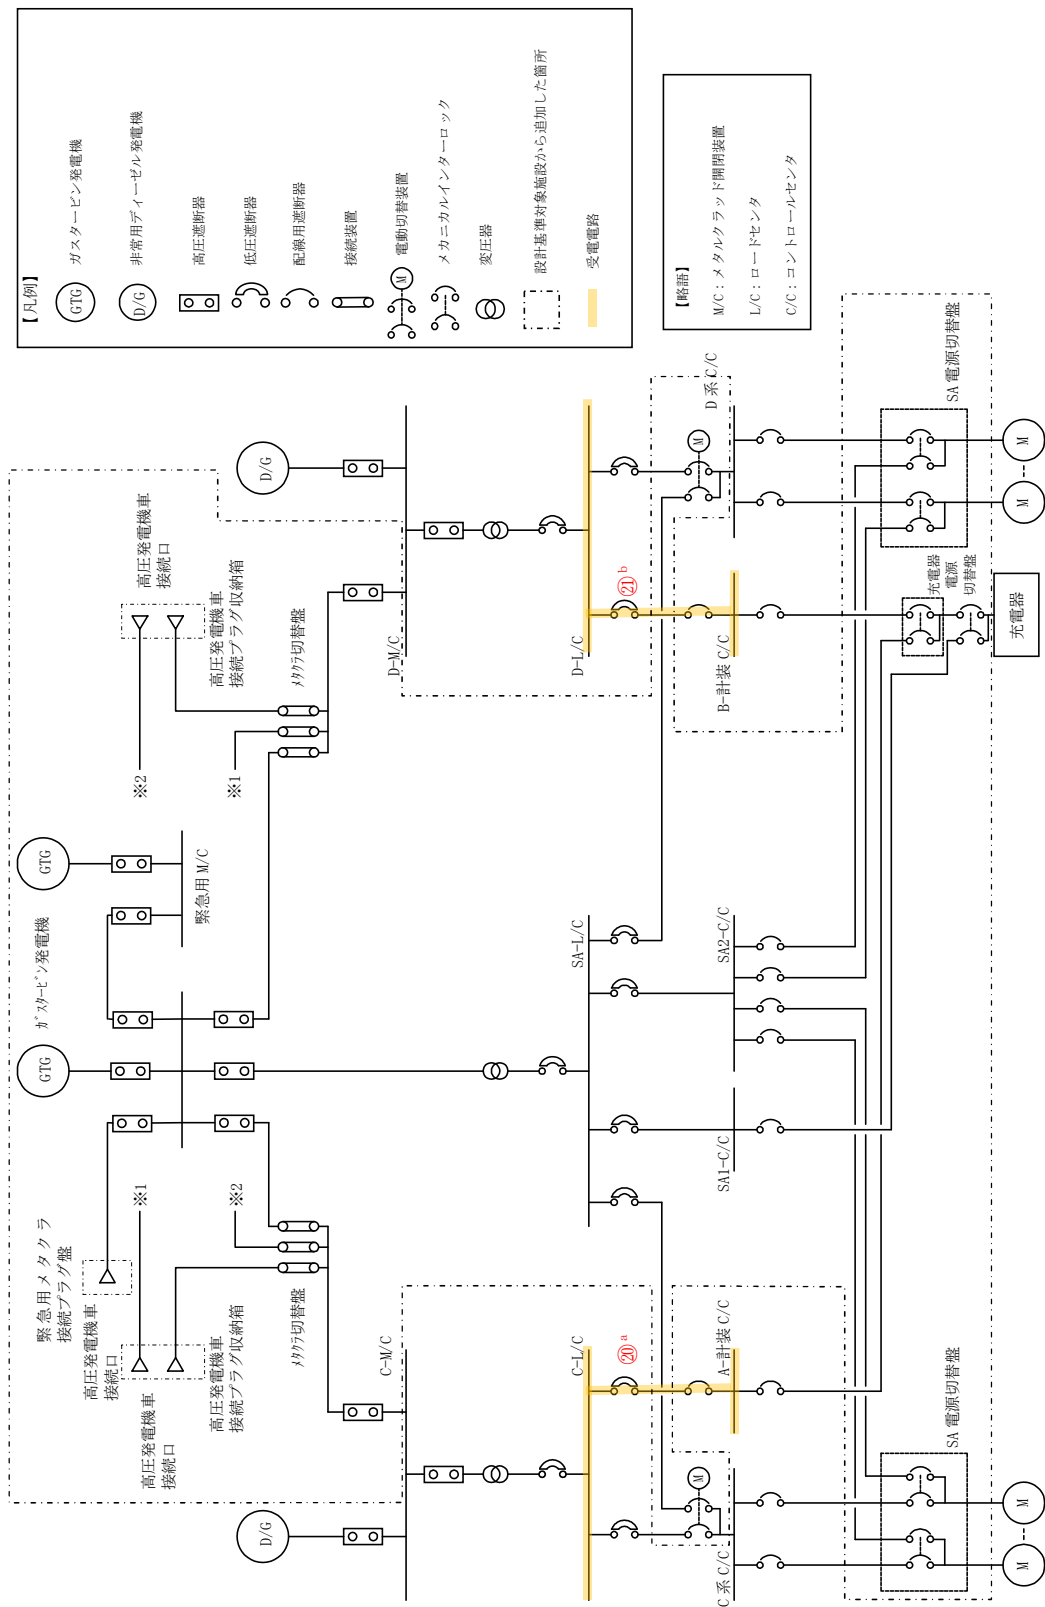 【凡例】
GTG ガスタービン発電機
D/G 非常用ディーゼル発電機
高圧遮断器
低圧遮断器
配線用遮断器
接続装置
M 電動切替装置
メカニカルインターロック
変圧器
設計基準対象施設から追加した箇所
受電電路
【略語】
M/C：メタルクラッド開閉装置
L/C：ロードセンタ
C/C：コントロールセンタ
緊急用メタクラ
接続プラグ盤
高圧発電機車
接続口
高圧発電機車
接続口
※1
高圧発電機車
接続プラグ収納箱
※2
メタクラ切替盤
GTG
ガスタービン発電機
GTG
緊急用 M/C
高圧発電機車
接続口
※2
高圧発電機車
接続プラグ収納箱
※1
メタクラ切替盤
D/G
D/G
C-M/C
D-M/C
C-L/C
SA-L/C
D-L/C
⑳a
㉑b
M
M
C 系 C/C
A-計装 C/C
SA1-C/C
SA2-C/C
B-計装 C/C
D 系 C/C
SA 電源切替盤
充電器
電源
切替盤
SA 電源切替盤
M
M
充電器
M
M